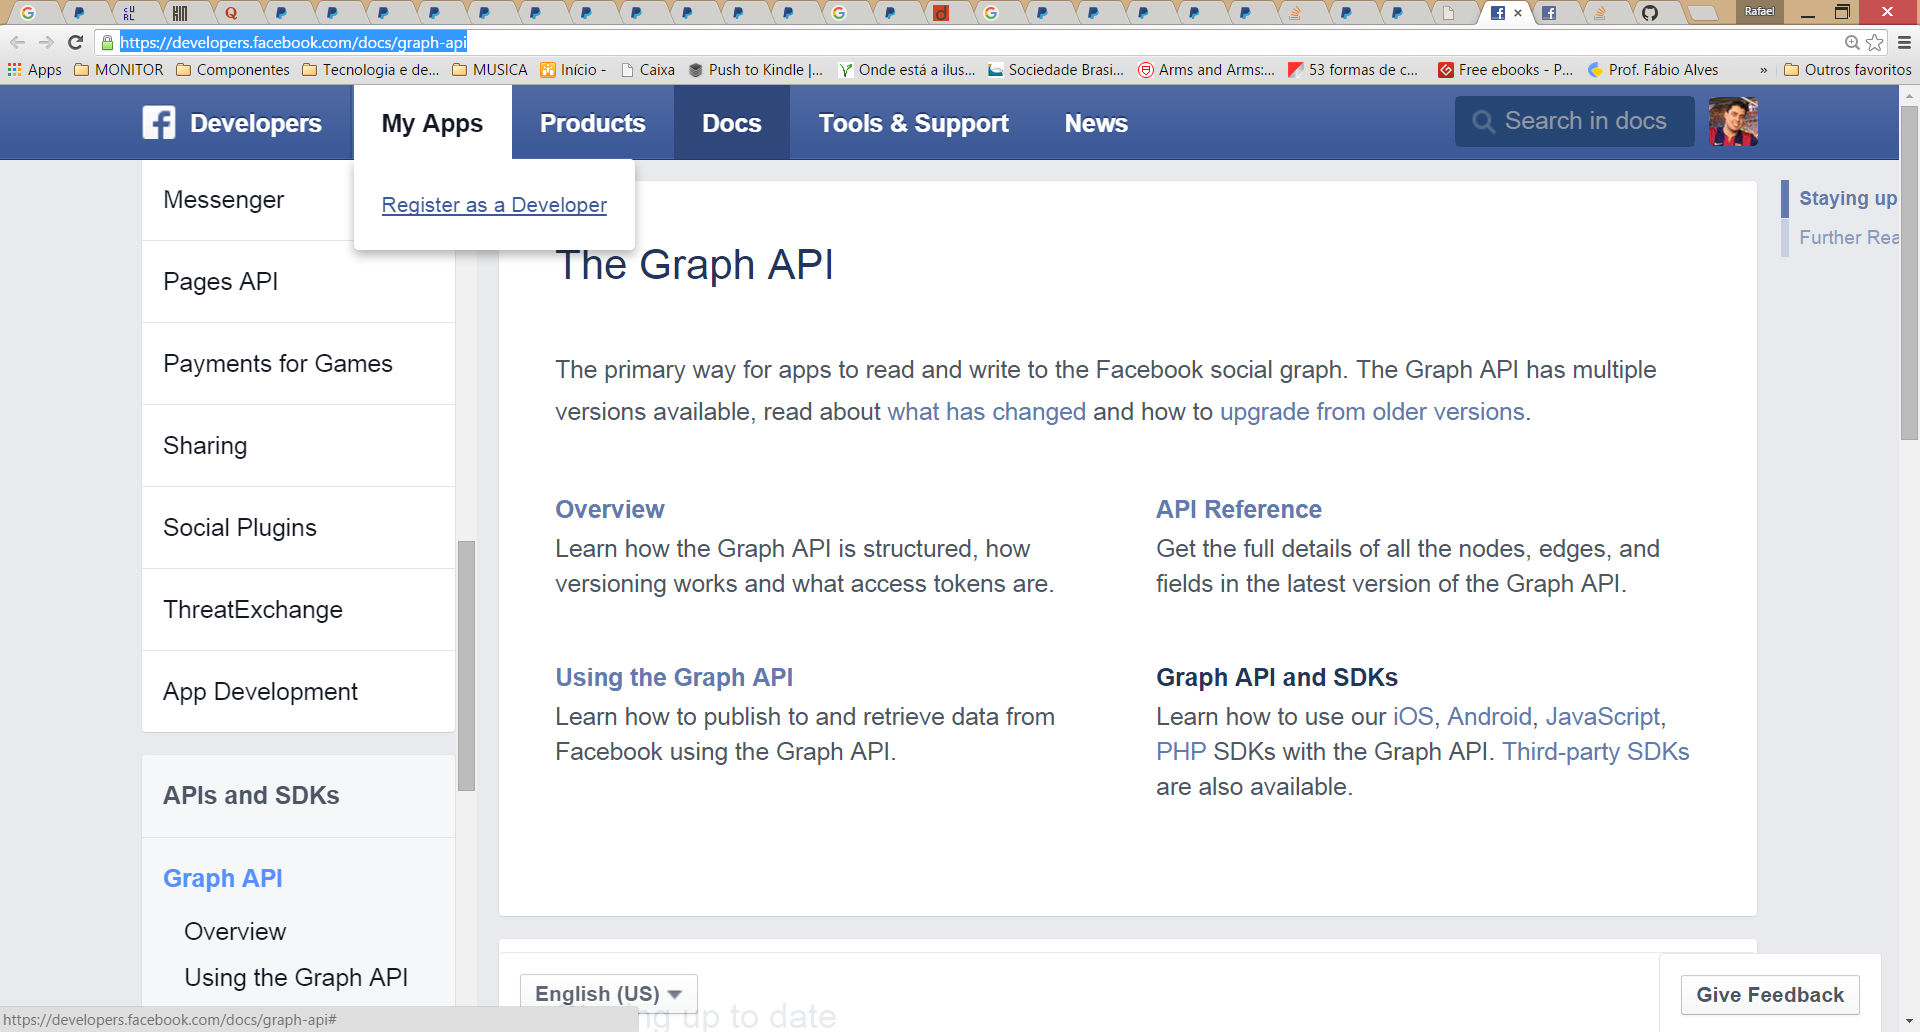 Rafael
https://developers.facebook.com/docs/graph-api
Apps MONITOR Componentes Tecnologia e de... MUSICA Início - Caixa Push to Kindle |... Onde está a ilus... Sociedade Brasi... Arms and Arms:... 53 formas de c... Free ebooks - P... Prof. Fábio Alves » Outros favoritos
Developers My Apps Products Docs Tools & Support News Search in docs
Register as a Developer
Messenger
Pages API
Payments for Games
Sharing
Social Plugins
ThreatExchange
App Development
APIs and SDKs
Graph API
Overview
Using the Graph API
The Graph API
The primary way for apps to read and write to the Facebook social graph. The Graph API has multiple
versions available, read about what has changed and how to upgrade from older versions.
Overview
Learn how the Graph API is structured, how
versioning works and what access tokens are.
API Reference
Get the full details of all the nodes, edges, and
fields in the latest version of the Graph API.
Using the Graph API
Learn how to publish to and retrieve data from
Facebook using the Graph API.
Graph API and SDKs
Learn how to use our iOS, Android, JavaScript,
PHP SDKs with the Graph API. Third-party SDKs
are also available.
Staying up
Further Rea
English (US)
ng up to date
Give Feedback
https://developers.facebook.com/docs/graph-api#